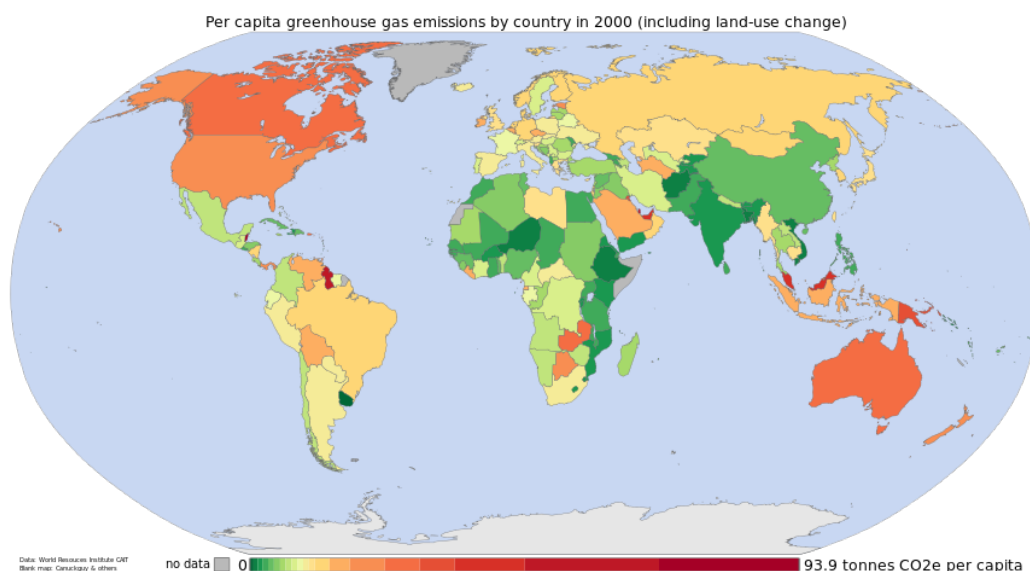 Per capita greenhouse gas emissions by country in 2000 (including land-use change)
Data: World Resouces Institute CAIT
Blank map: Canuckguy & others
no data
0
93.9 tonnes CO2e per capita